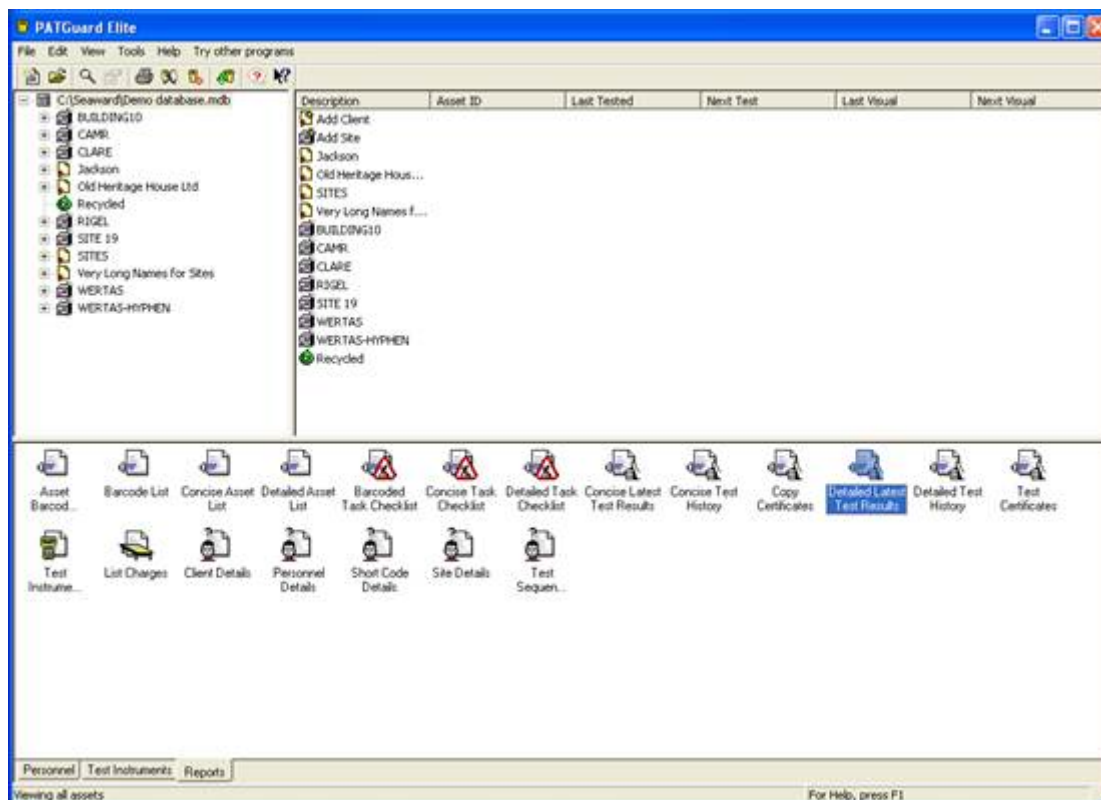 PATGuard Elite
File Edit View Tools Help Try other programs
C:\Seaward\Demo database.mdb
BUILDING10
CAMR
CLARE
Jackson
Old Heritage House Ltd
Recycled
RIGEL
SITE 19
SITES
Very Long Names for Sites
WERTAS
WERTAS-HYPHEN
Description Asset ID Last Tested Next Test Last Visual Next Visual
Add Client
Add Site
Jackson
Old Heritage Hous...
SITES
Very Long Names f...
BUILDING10
CAMR
CLARE
RIGEL
SITE 19
WERTAS
WERTAS-HYPHEN
Recycled
Asset Barcod...
Barcode List
Concise Asset List
Detailed Asset List
Barcoded Task Checklist
Concise Task Checklist
Detailed Task Checklist
Concise Latest Test Results
Concise Test History
Copy Certificates
Detailed Latest Test Results
Detailed Test History
Test Certificates
Test Instrume...
List Charges
Client Details
Personnel Details
Short Code Details
Site Details
Test Sequen...
Personnel Test Instruments Reports
Viewing all assets For Help, press F1